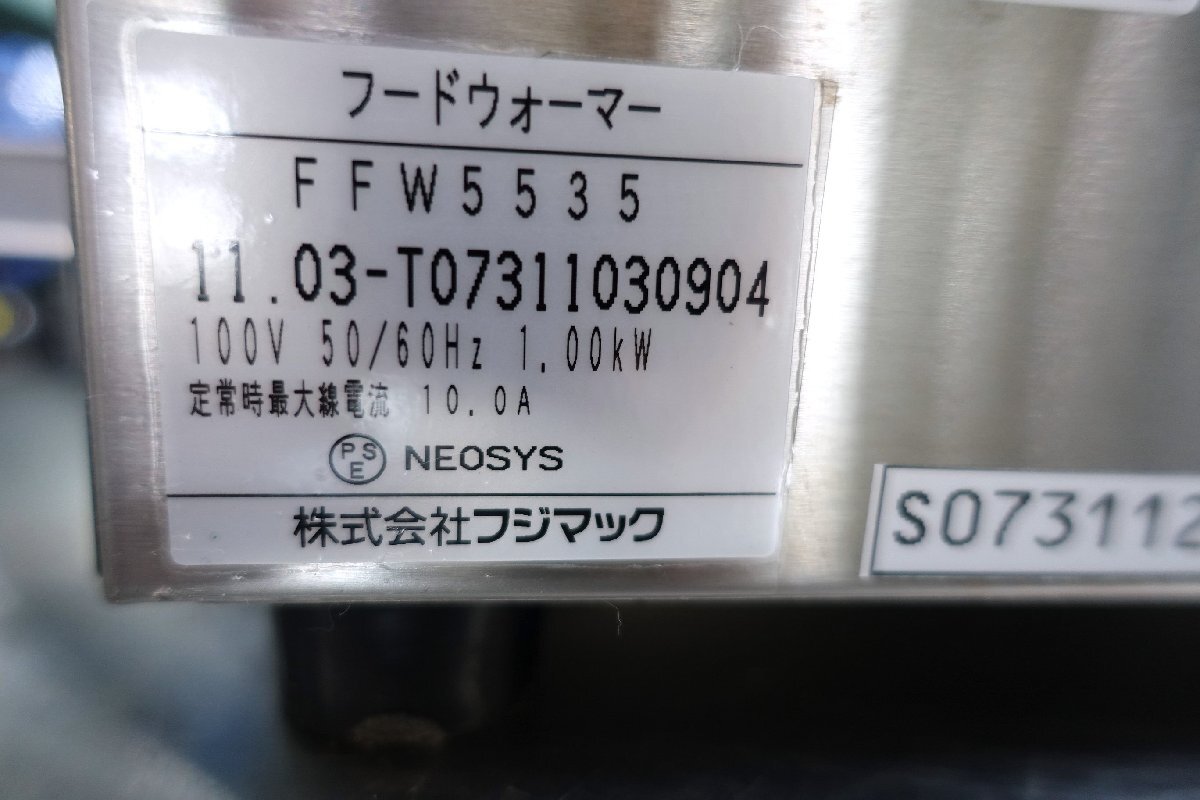 フードウォーマー
FFW5535
11.03-T07311030904
100V 50/60Hz 1.00kW
定常時最大線電流 10.0A
PSE NEOSYS
株式会社フジマック
S073112